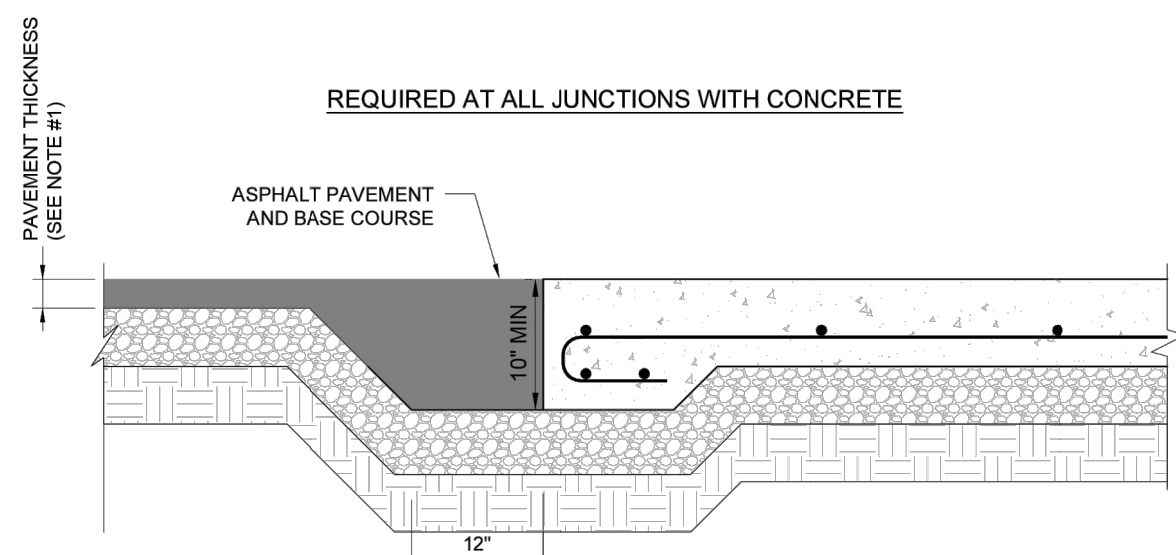 REQUIRED AT ALL JUNCTIONS WITH CONCRETE
PAVEMENT THICKNESS
(SEE NOTE #1)
ASPHALT PAVEMENT
AND BASE COURSE
10" MIN
12"